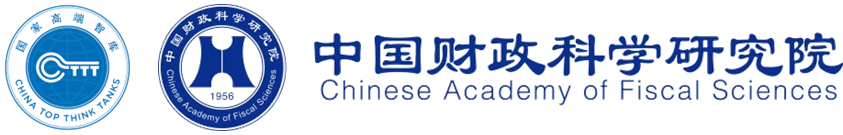 国家高端智库
CTTT
CHINA TOP THINK TANKS
中国财政科学研究院
1956
Chinese Academy of Fiscal Sciences
中国财政科学研究院
Chinese Academy of Fiscal Sciences